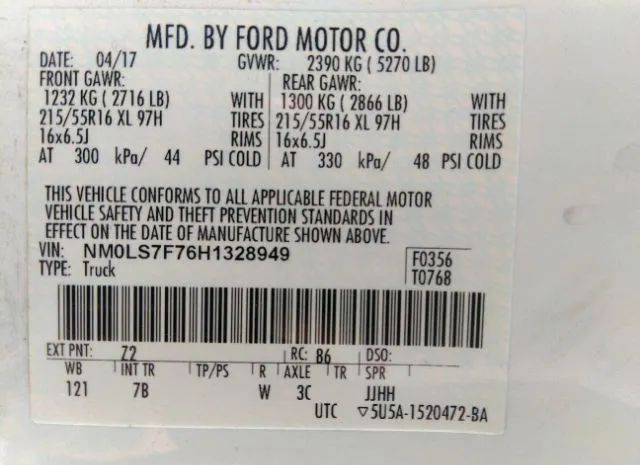 MFD. BY FORD MOTOR CO.
DATE: 04/17 GVWR: 2390 KG ( 5270 LB)
FRONT GAWR: REAR GAWR:
1232 KG ( 2716 LB) WITH 1300 KG ( 2866 LB) WITH
215/55R16 XL 97H TIRES 215/55R16 XL 97H TIRES
16x6.5J RIMS 16x6.5J RIMS
AT 300 kPa/ 44 PSI COLD AT 330 kPa/ 48 PSI COLD
THIS VEHICLE CONFORMS TO ALL APPLICABLE FEDERAL MOTOR
VEHICLE SAFETY AND THEFT PREVENTION STANDARDS IN
EFFECT ON THE DATE OF MANUFACTURE SHOWN ABOVE.
VIN: NM0LS7F76H1328949 F0356
TYPE: Truck T0768
EXT PNT: Z2 RC: 86 DSO:
WB INT TR TP/PS R AXLE TR SPR
121 7B W 3C JJHH
UTC ▽5U5A-1520472-BA